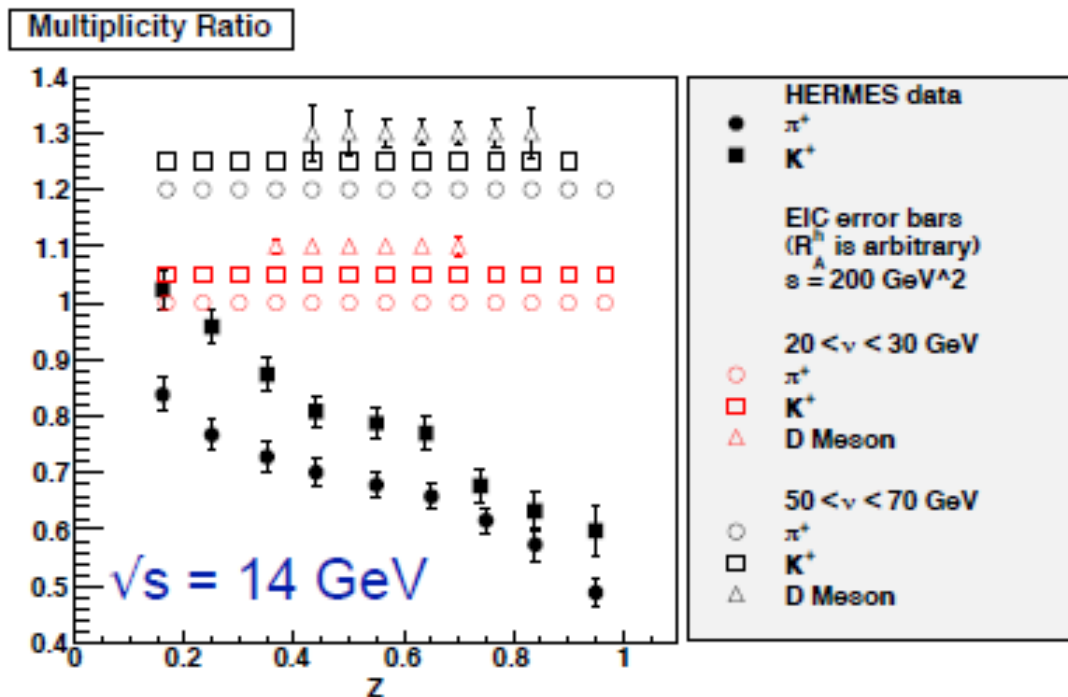 Multiplicity Ratio
1.4
1.3
1.2
1.1
1
0.9
0.8
0.7
0.6
0.5
0.4
0
0.2
0.4
0.6
0.8
1
z
√s = 14 GeV
HERMES data
π⁺
K⁺
EIC error bars
(R^h_A is arbitrary)
s = 200 GeV^2
20 < ν < 30 GeV
π⁺
K⁺
D Meson
50 < ν < 70 GeV
π⁺
K⁺
D Meson